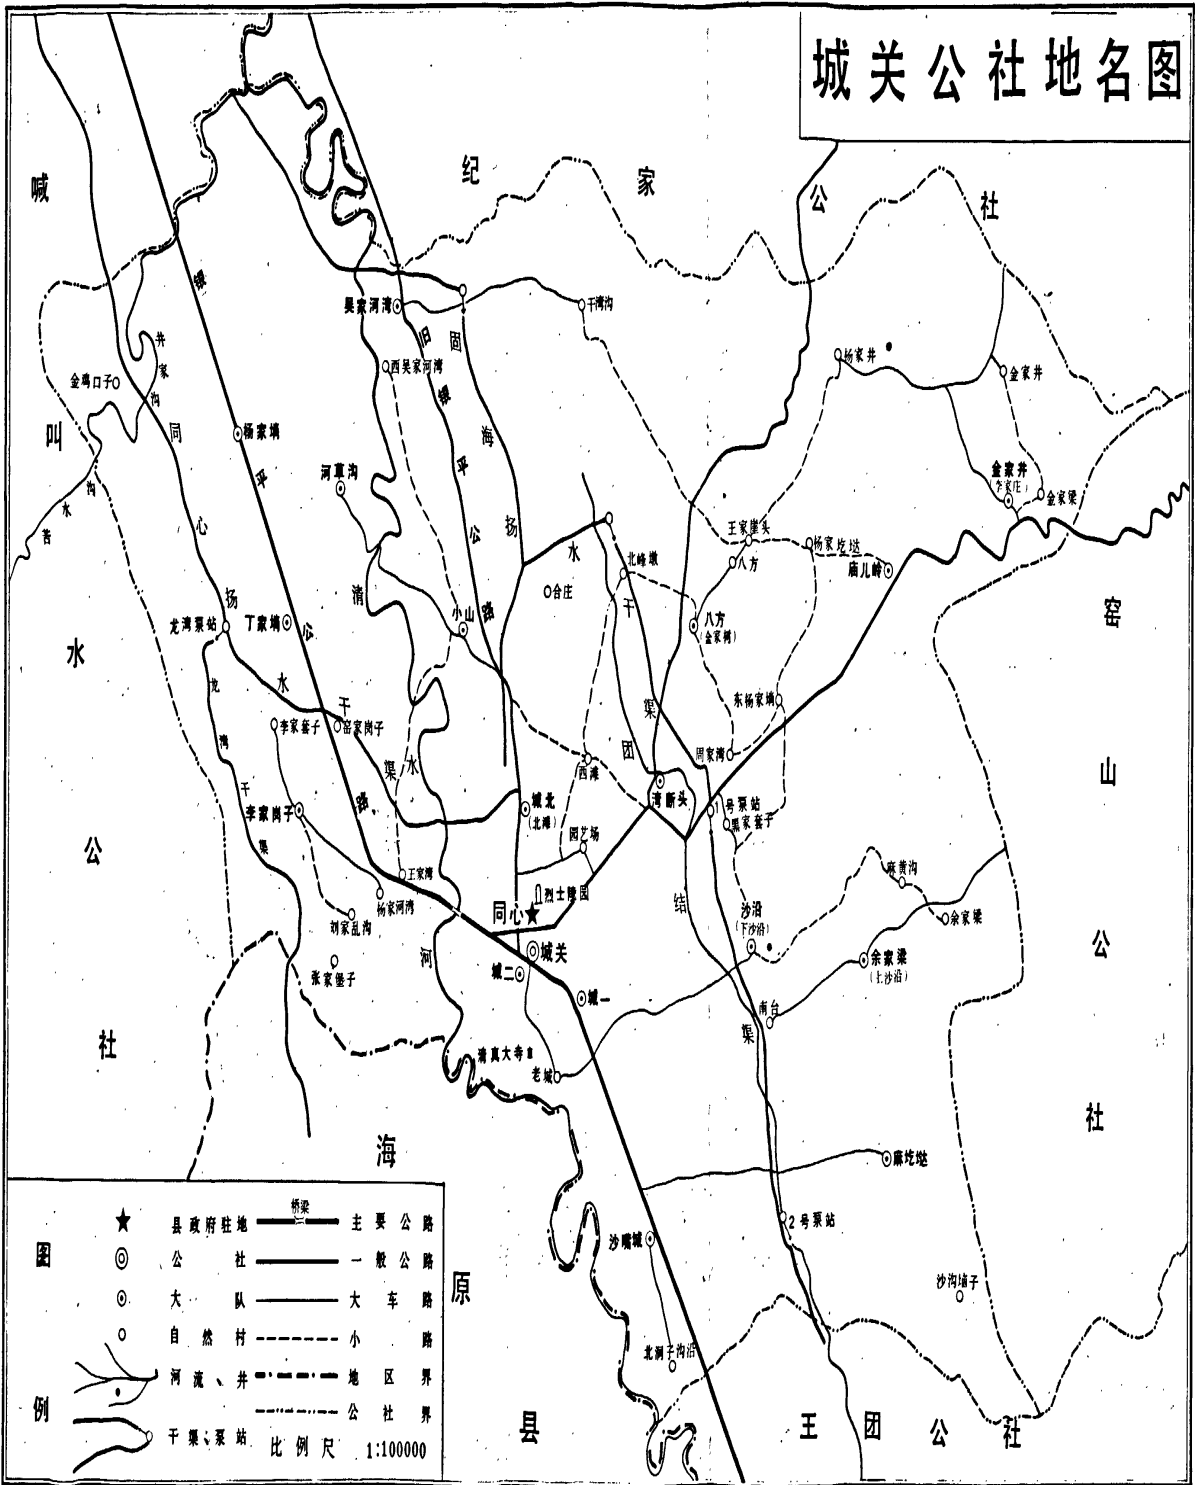 城关公社地名图
纪家公社
喊叫水公社
窑山公社
王团公社
海原县
银平公路
旧银平公路
固海扬水干渠
同心扬水干渠
井家沟
苦水沟
金鸡口子
杨家塬
河草沟
吴家河湾
西吴家河湾
干湾沟
杨家井
金家井
金家井
(李家庄)
金家梁
王家崖头
杨家圪垯
八方
庙儿岭
北峰墩
合庄
小山
八方
(金家树)
清水河
龙湾泵站
丁家塬
龙湾干渠
李家套子
窑家岗子
东杨家塬
周家湾
西滩
团结渠
湾断头
1号泵站
黑家套子
城北
(北滩)
李家岗子
园艺场
王家湾
烈士陵园
杨家河湾
刘家乱沟
同心
城关
城二
城一
张家堡子
麻黄沟
沙沿
(下沙沿)
余家梁
余家梁
(上沙沿)
南台
清真大寺
老城
麻圪垯
2号泵站
沙嘴城
沙沟埫子
北涧子沟沿
图例
县政府驻地
桥梁
主要公路
公社
一般公路
大队
大车路
自然村
小路
河流、井
地区界
公社界
干渠、泵站
比例尺 1:100000